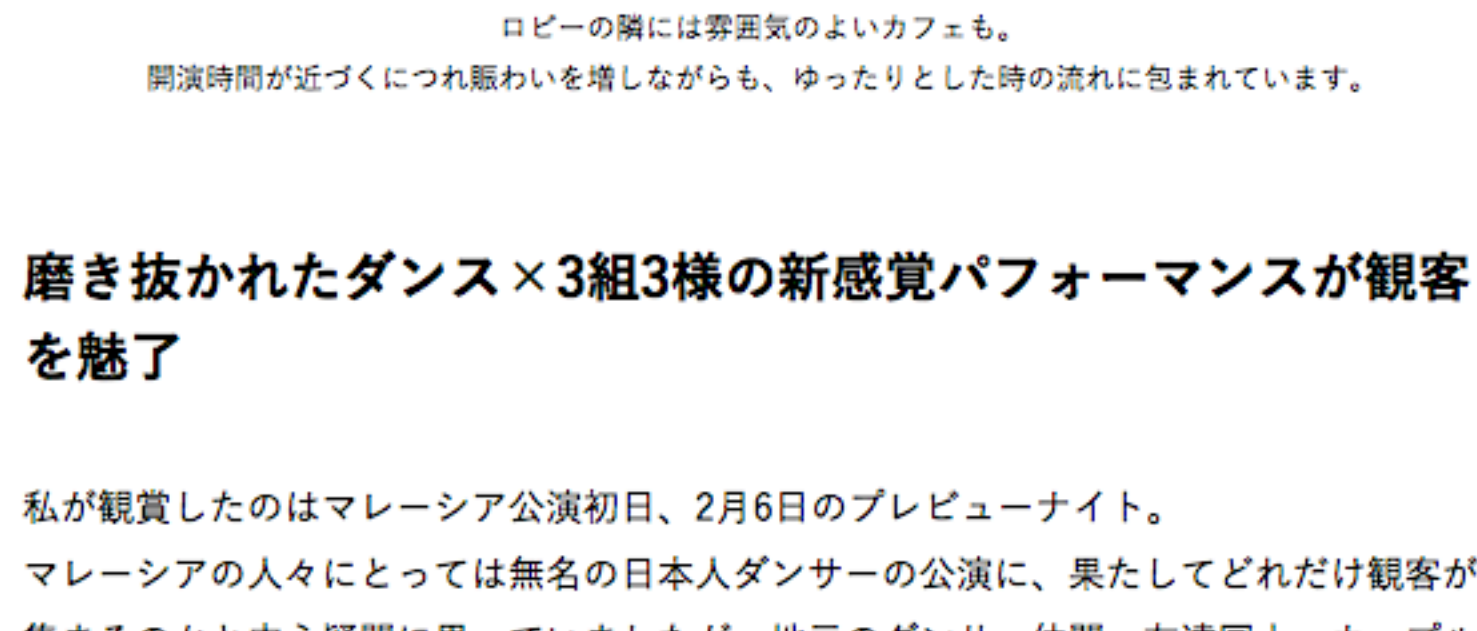 ロビーの隣には雰囲気のよいカフェも。
開演時間が近づくにつれ賑わいを増しながらも、ゆったりとした時の流れに包まれています。
磨き抜かれたダンス×3組3様の新感覚パフォーマンスが観客
を魅了
私が観賞したのはマレーシア公演初日、2月6日のプレビューナイト。
マレーシアの人々にとっては無名の日本人ダンサーの公演に、果たしてどれだけ観客が